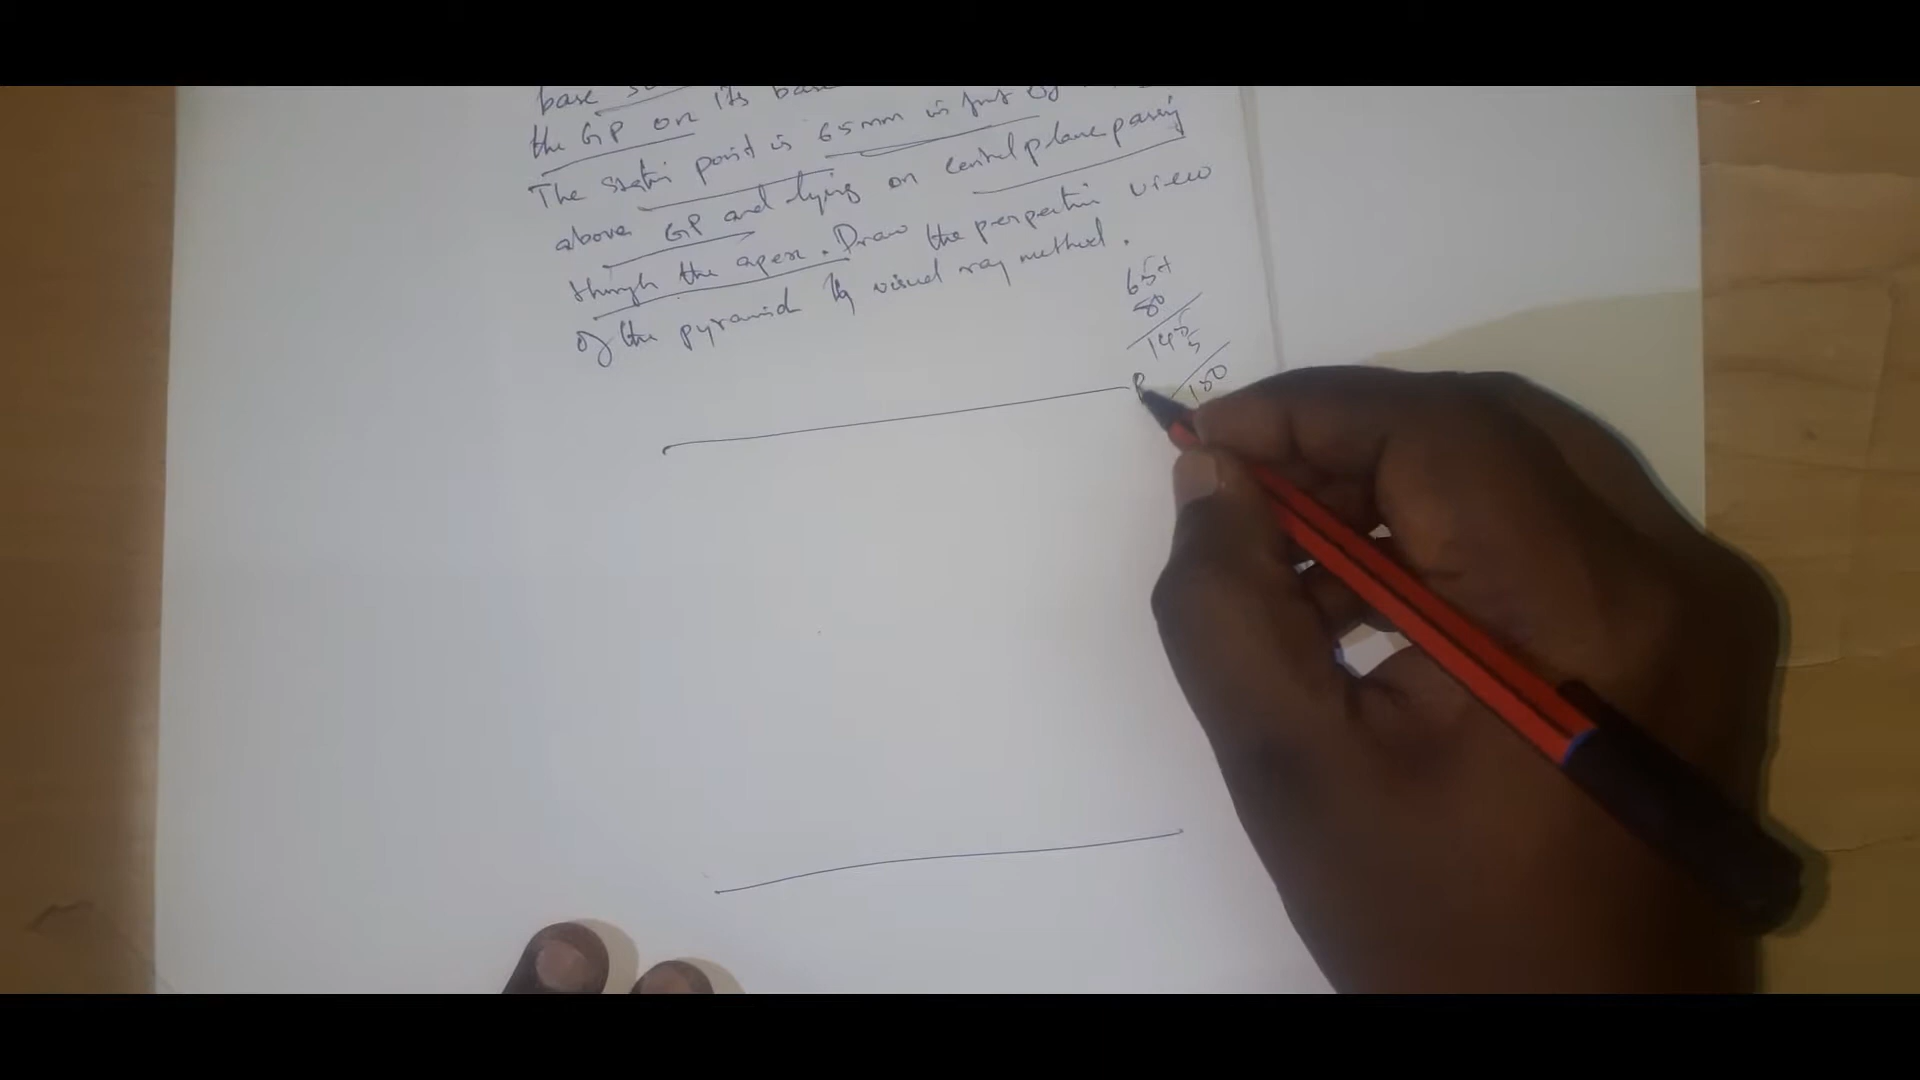 base
the GP on its base
The station point is 65mm in front of
above GP and lying on central plane passing
through the apex. Draw the perspective view
of the pyramid by visual ray method.
65+
80
145
5
150
P